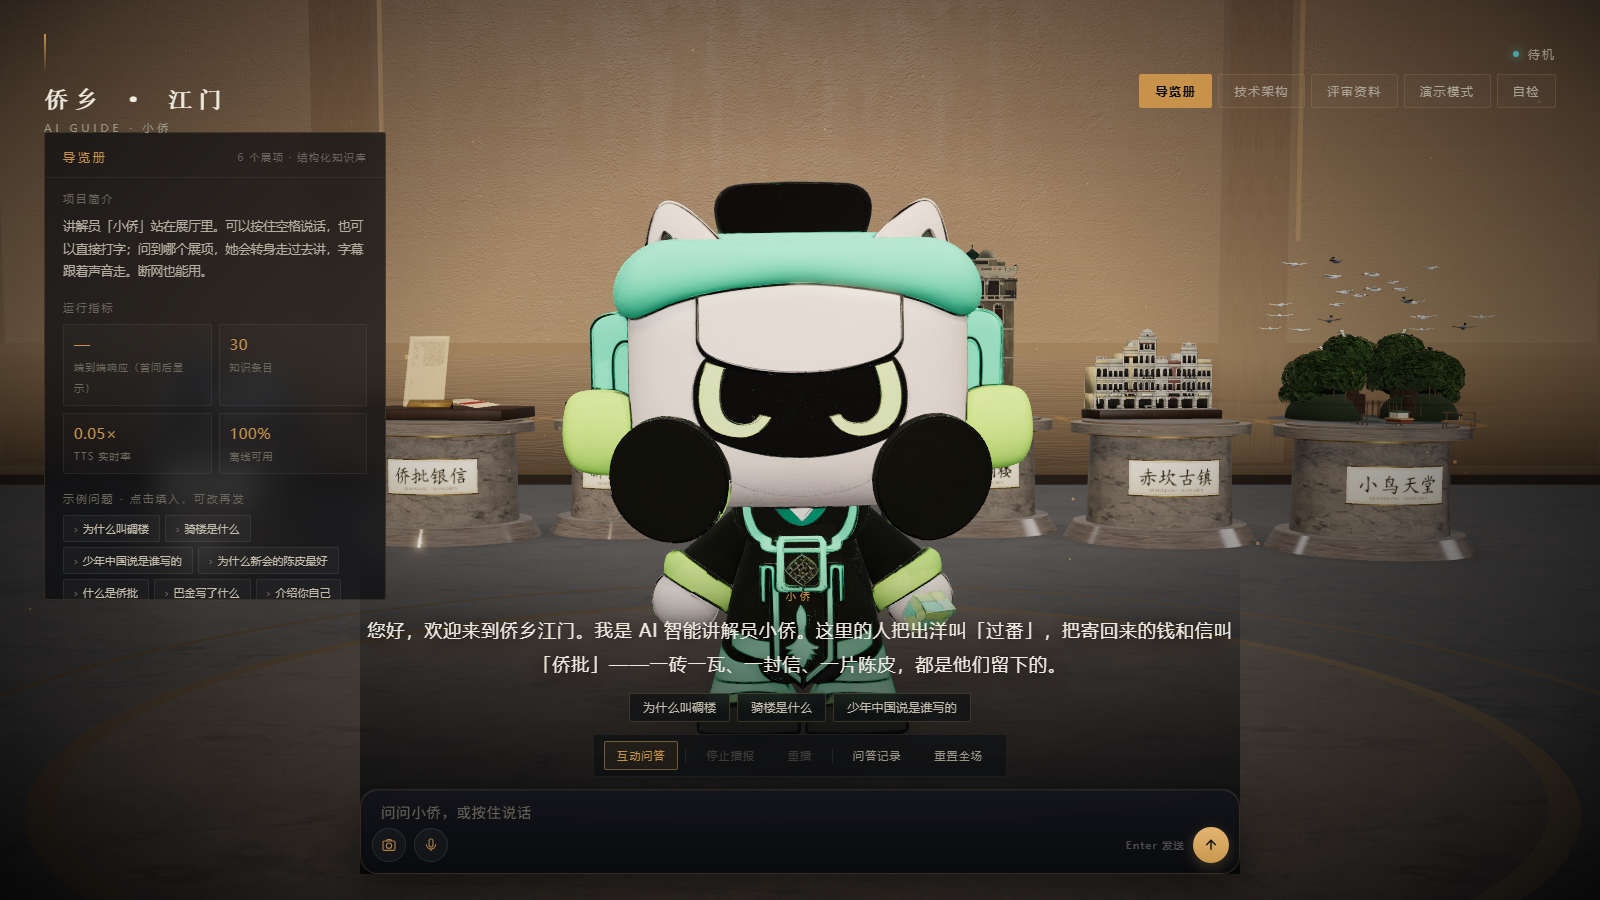 侨乡 · 江门
AI GUIDE · 小侨
待机
导览册
技术架构
评审资料
演示模式
自检
导览册
6 个展项 · 结构化知识库
项目简介
讲解员「小侨」站在展厅里。可以按住空格说话，也可
以直接打字；问到哪个展项，她会转身走过去讲，字幕
跟着声音走。断网也能用。
运行指标
—
端到端响应（首问后显
示）
30
知识条目
0.05×
TTS 实时率
100%
离线可用
示例问题 · 点击填入，可改再发
› 为什么叫碉楼
› 骑楼是什么
› 少年中国说是谁写的
› 为什么新会的陈皮最好
› 什么是侨批
› 巴金写了什么
› 介绍你自己
侨批银信
赤坎古镇
小鸟天堂
小侨
您好，欢迎来到侨乡江门。我是 AI 智能讲解员小侨。这里的人把出洋叫「过番」，把寄回来的钱和信叫
「侨批」——一砖一瓦、一封信、一片陈皮，都是他们留下的。
为什么叫碉楼
骑楼是什么
少年中国说是谁写的
互动问答
停止播报
重播
问答记录
重置全场
问问小侨，或按住说话
Enter 发送